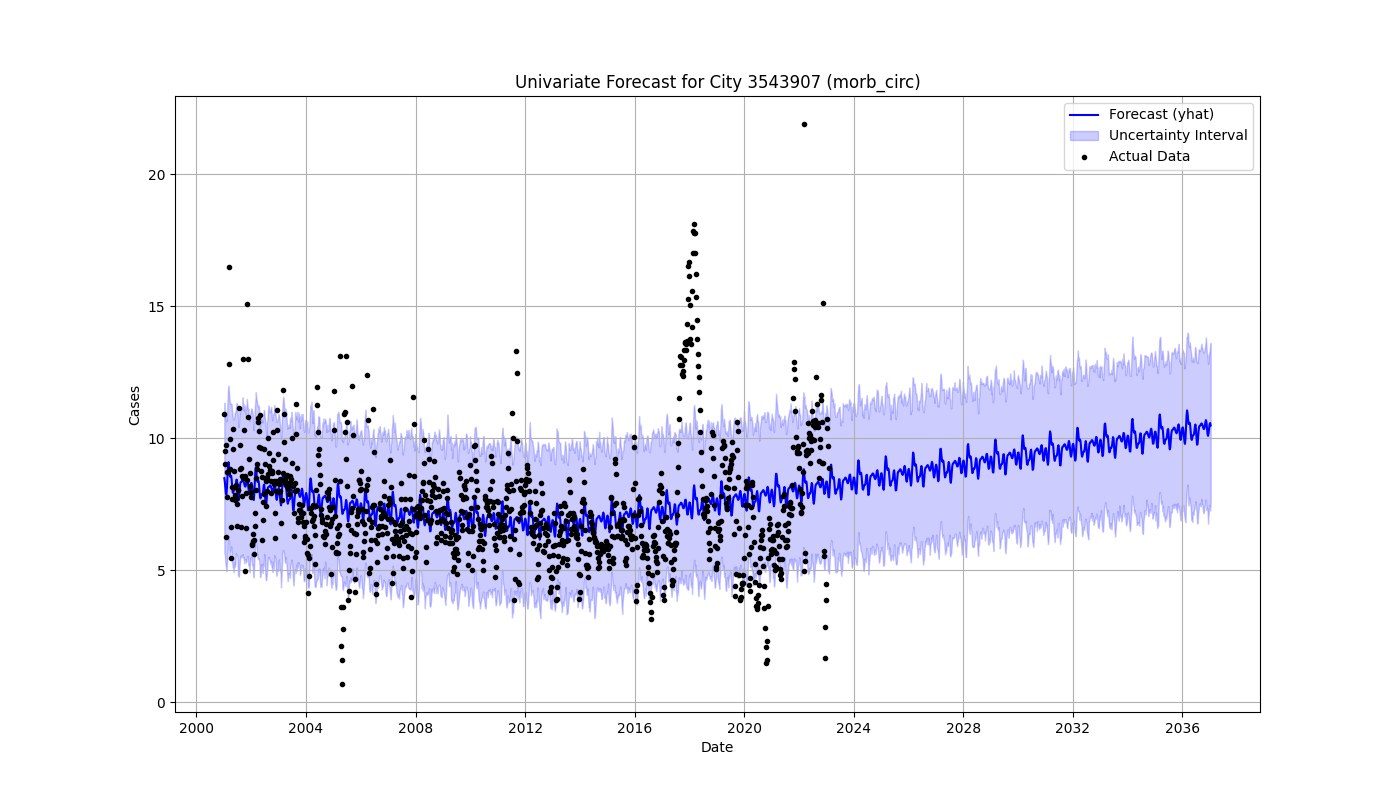 Univariate Forecast for City 3543907 (morb_circ)
Forecast (yhat)
Uncertainty Interval
Actual Data
Cases
20
15
10
5
0
2000 2004 2008 2012 2016 2020 2024 2028 2032 2036
Date